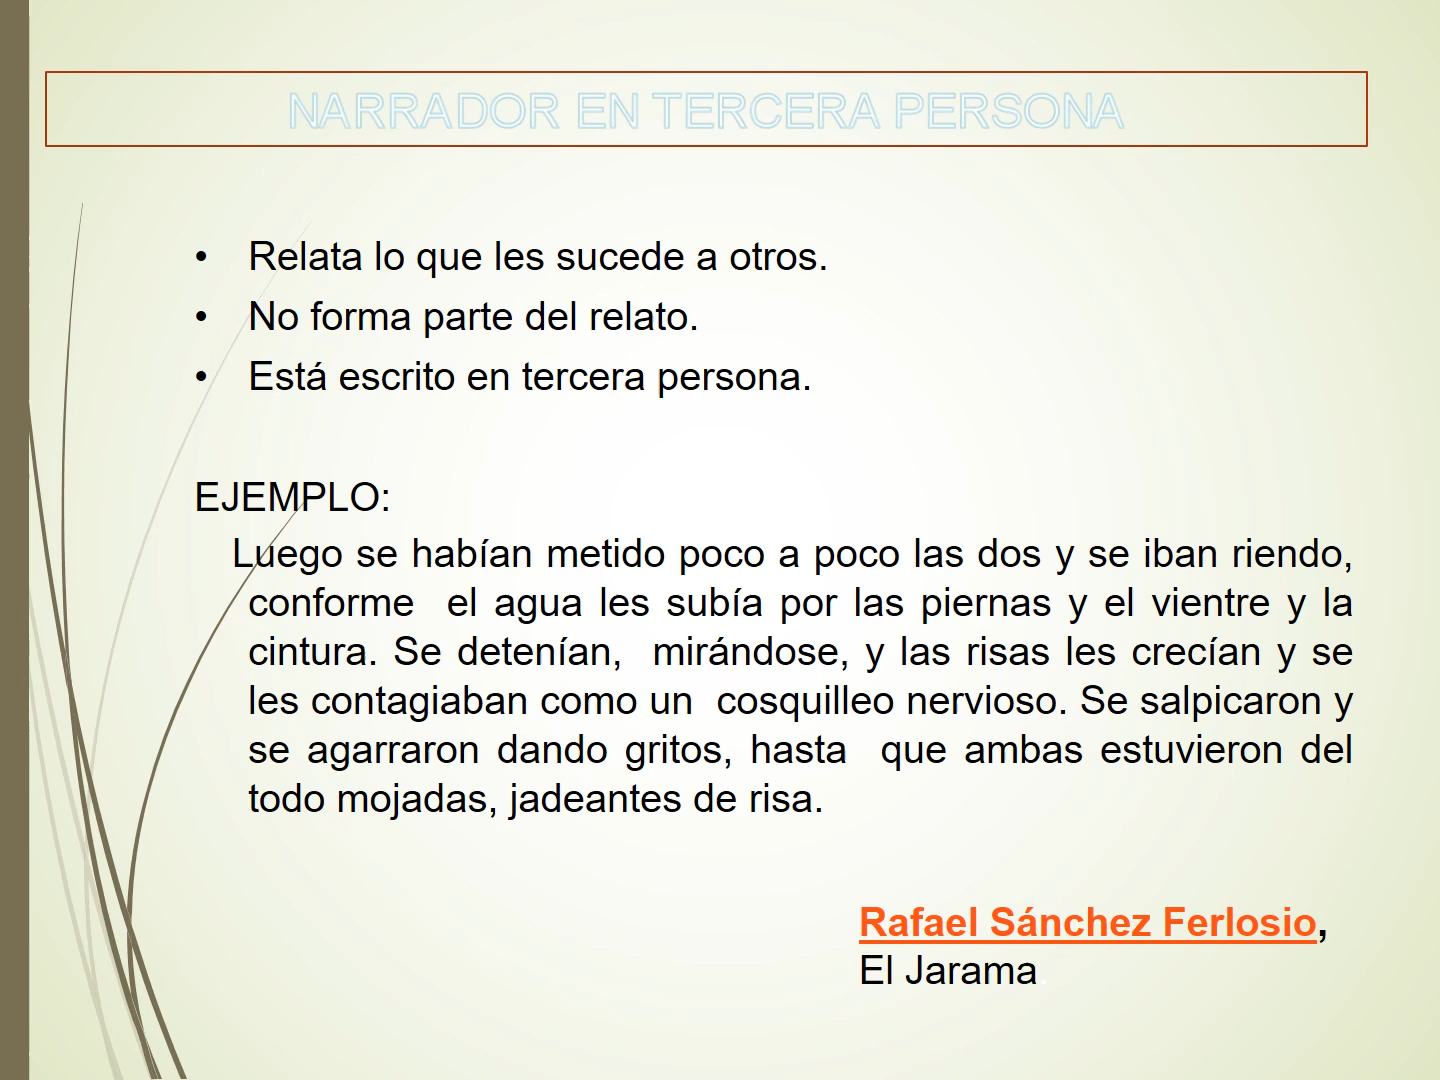 NARRADOR EN TERCERA PERSONA
• Relata lo que les sucede a otros.
• No forma parte del relato.
• Está escrito en tercera persona.
EJEMPLO:
Luego se habían metido poco a poco las dos y se iban riendo,
conforme el agua les subía por las piernas y el vientre y la
cintura. Se detenían, mirándose, y las risas les crecían y se
les contagiaban como un cosquilleo nervioso. Se salpicaron y
se agarraron dando gritos, hasta que ambas estuvieron del
todo mojadas, jadeantes de risa.
Rafael Sánchez Ferlosio,
El Jarama.